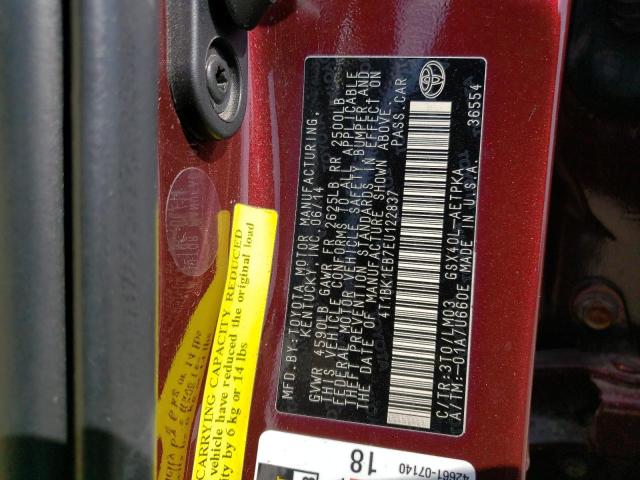 MFD.BY:TOYOTA MOTOR MANUFACTURING,
KENTUCKY, INC. 06/14
GVWR 4590LB GAWR FR 2625LB RR 2500LB
THIS VEHICLE CONFORMS TO ALL APPLICABLE
FEDERAL MOTOR VEHICLE SAFETY, BUMPER AND
THEFT PREVENTION STANDARDS IN EFFECT ON
THE DATE OF MANUFACTURE SHOWN ABOVE.
4T1BK1EB7EU122837 PASS.CAR
C/TR:3T0/LM03 GSX40L-AETPKA 36554
A/TM:-01A/U660E MADE IN U.S.A.
CARRYING CAPACITY REDUCED
vehicle have reduced the original load
ity by 6 kg or 14 lbs
42661-07140
18